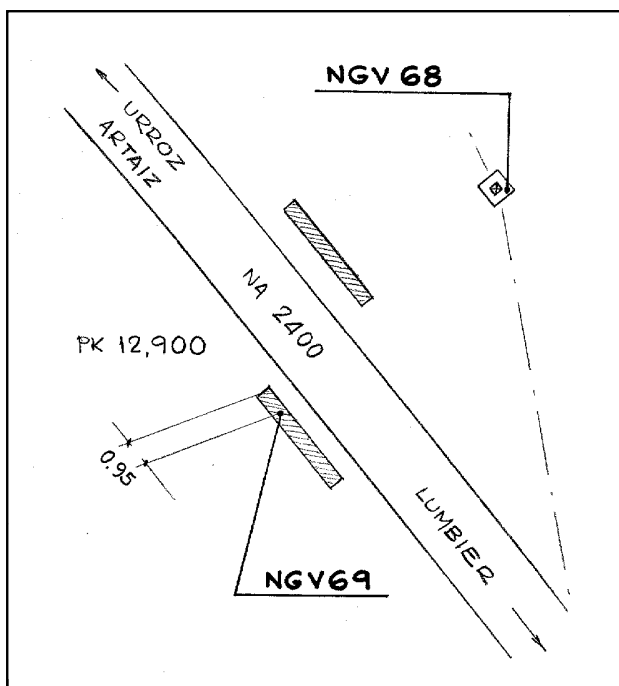 NGV 68
URROZ
ARTAIZ
NA 2400
PK 12,900
0.95
LUMBIER
NGV69